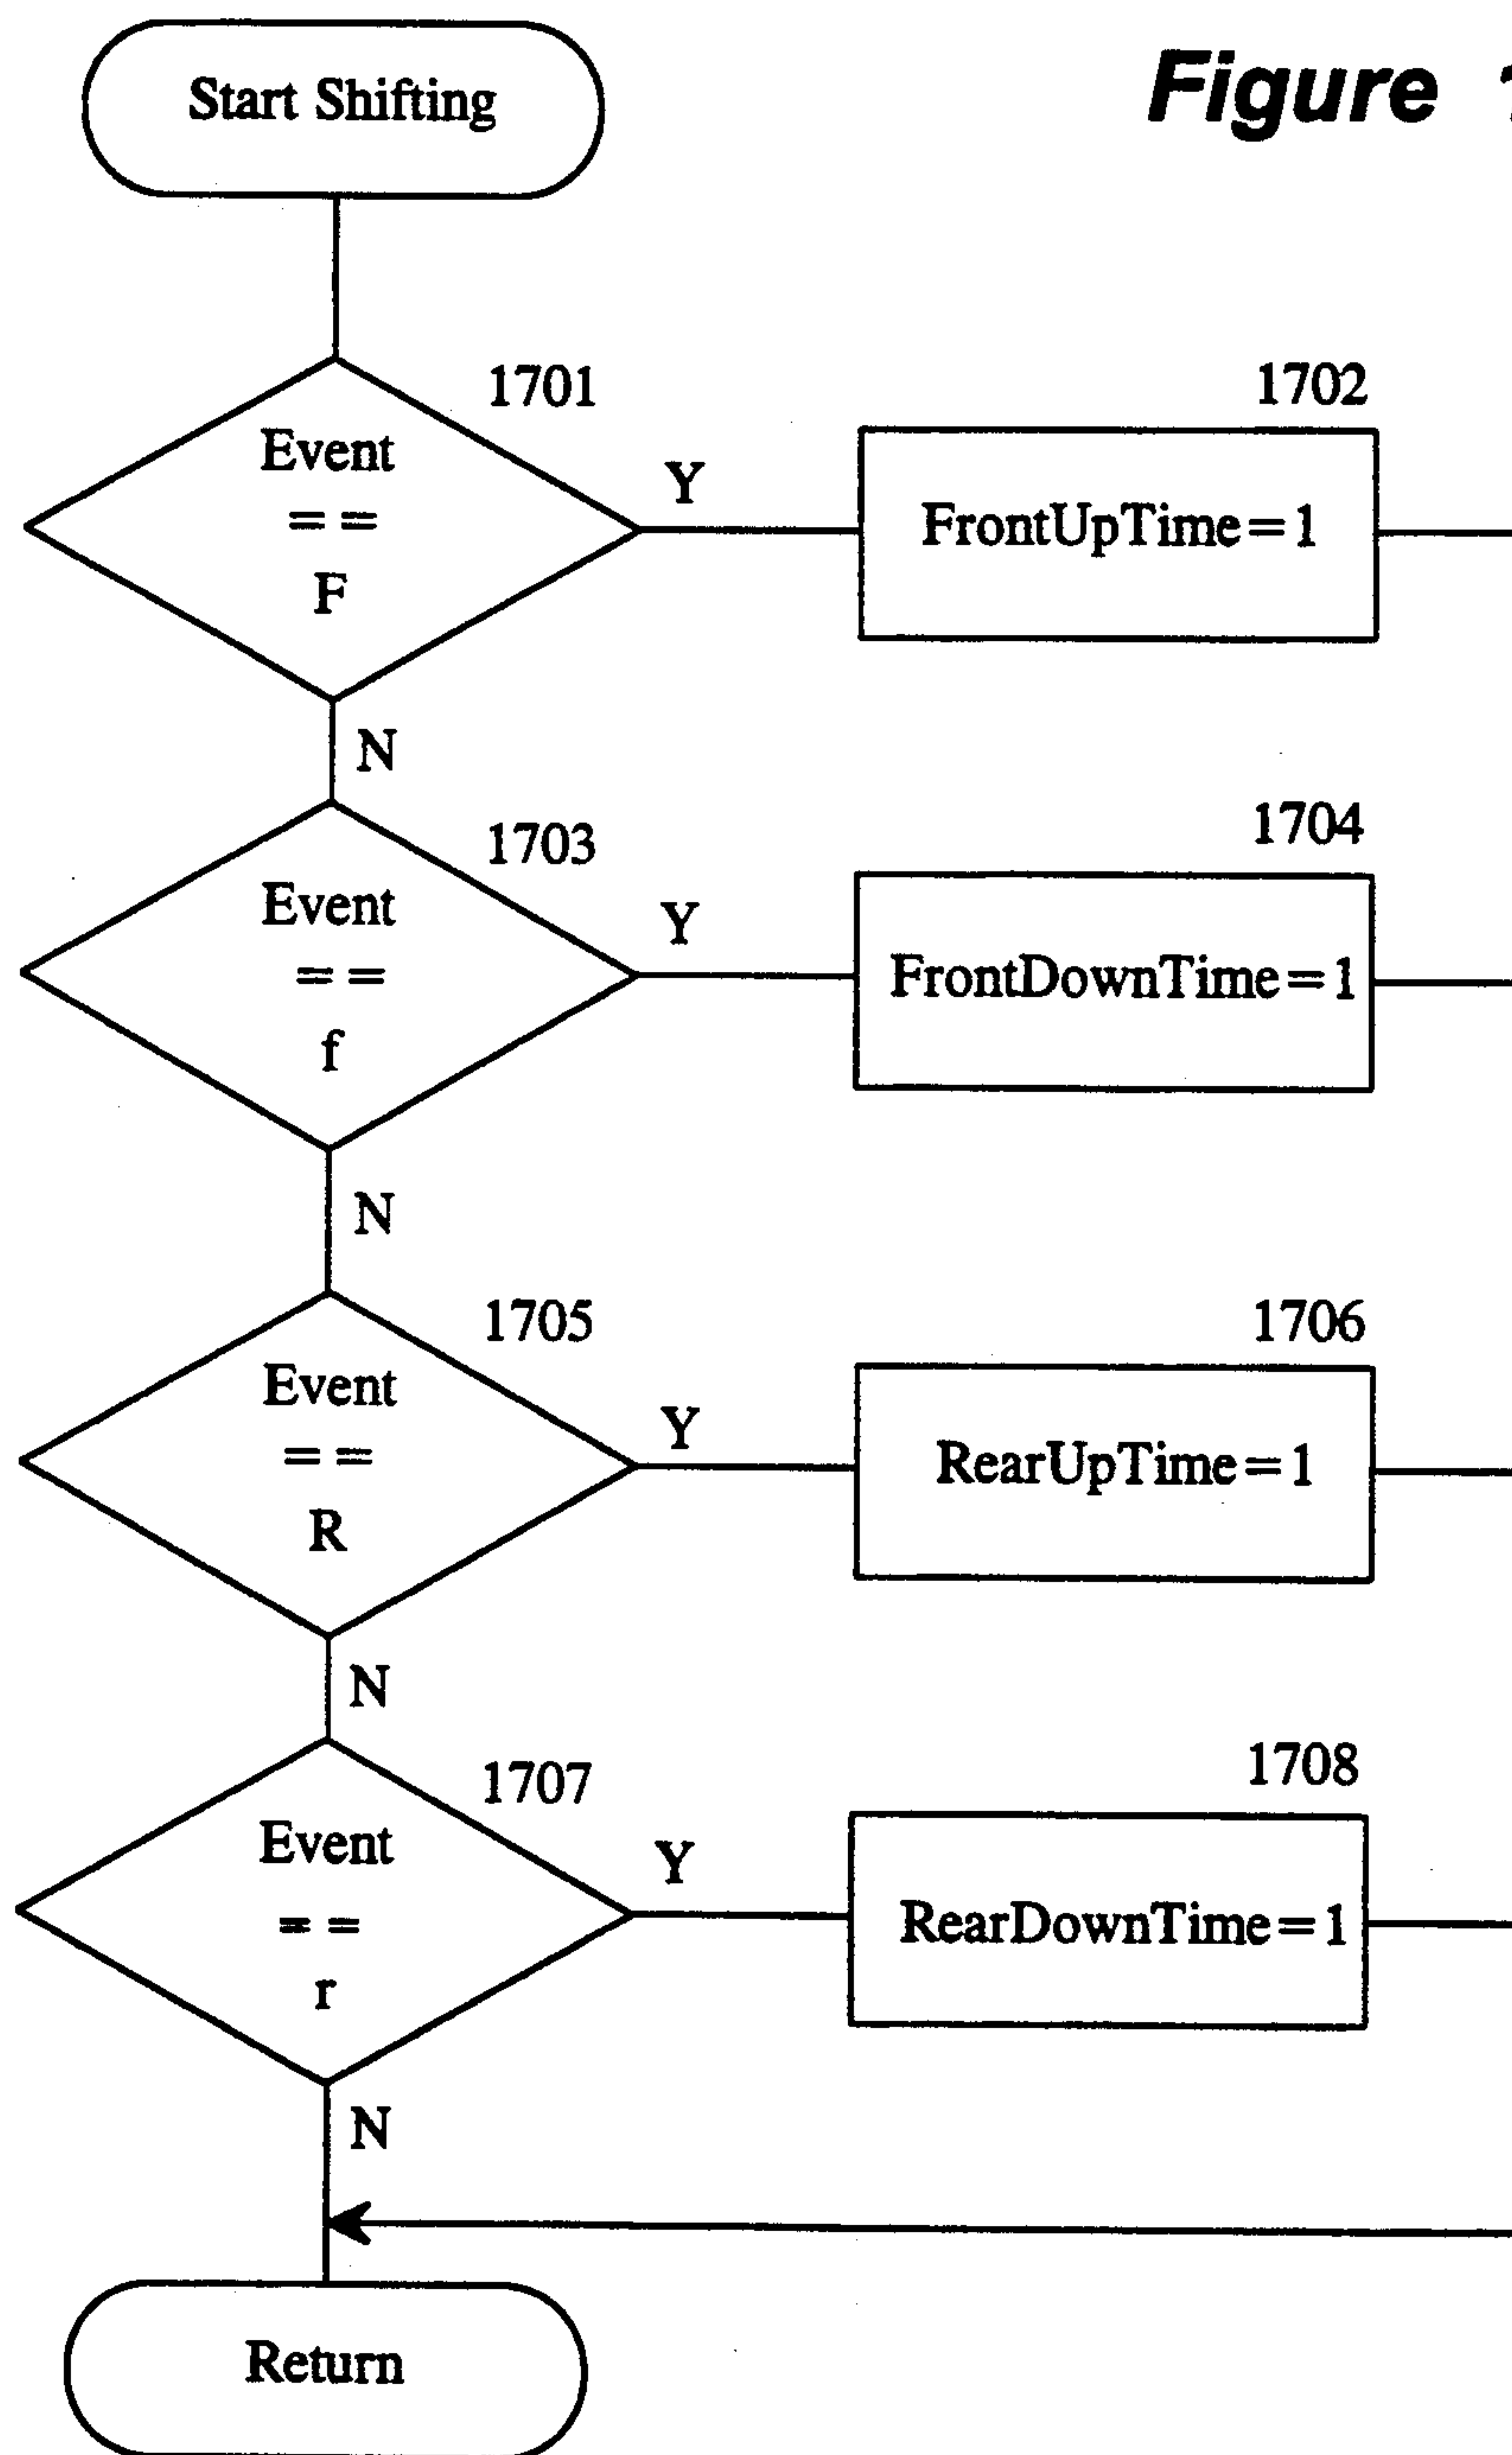 Start Shifting
Figure 1
1701
Event
==
F
Y
1702
FrontUpTime=1
N
1703
Event
==
f
Y
1704
FrontDownTime=1
N
1705
Event
==
R
Y
1706
RearUpTime=1
N
1707
Event
==
r
Y
1708
RearDownTime=1
N
Return